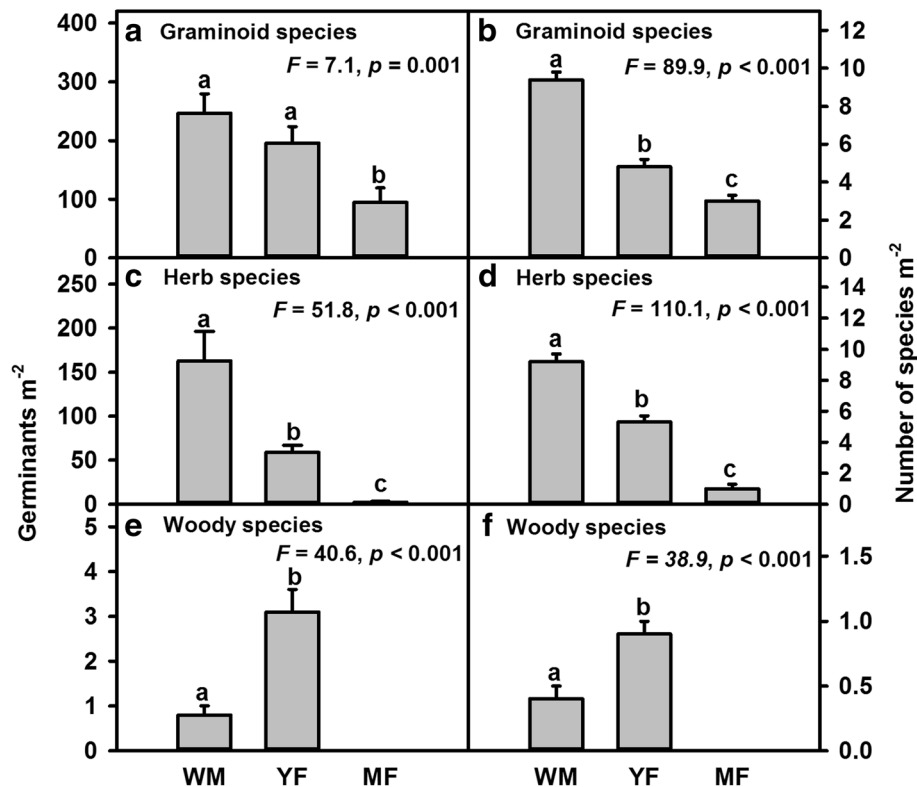 a Graminoid species
F = 7.1, p = 0.001
400
300
200
100
0
a
a
b
b Graminoid species
F = 89.9, p < 0.001
12
10
8
6
4
2
0
a
b
c
c Herb species
F = 51.8, p < 0.001
250
200
150
100
50
0
a
b
c
d Herb species
F = 110.1, p < 0.001
14
12
10
8
6
4
2
0
a
b
c
e Woody species
F = 40.6, p < 0.001
5
4
3
2
1
0
a
b
f Woody species
F = 38.9, p < 0.001
1.5
1.0
0.5
0.0
a
b
WM YF MF
WM YF MF
Germinants m⁻²
Number of species m⁻²